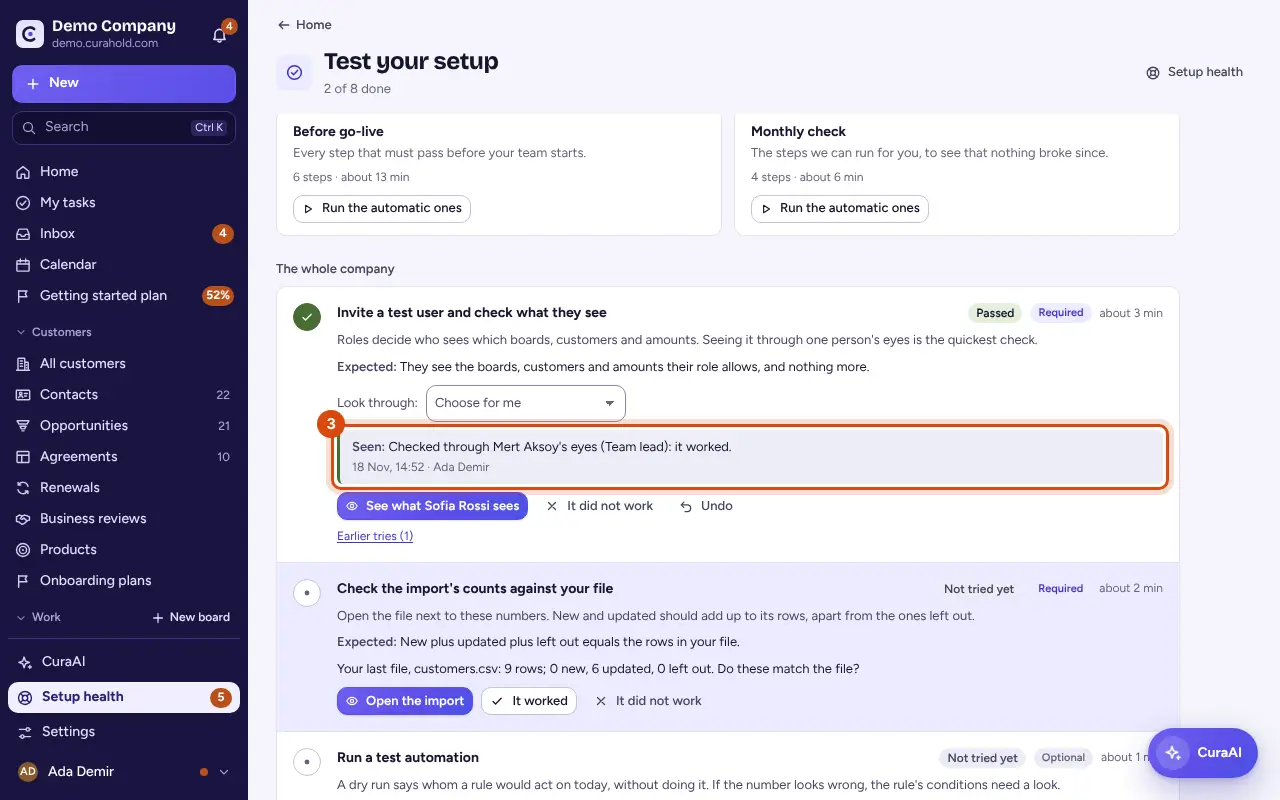 Demo Company
demo.curahold.com
4
New
Search
Ctrl K
Home
My tasks
Inbox
4
Calendar
Getting started plan
52%
Customers
All customers
Contacts
22
Opportunities
21
Agreements
10
Renewals
Business reviews
Products
Onboarding plans
Work
New board
CuraAI
Setup health
5
Settings
AD
Ada Demir
Home
Test your setup
2 of 8 done
Setup health
Before go-live
Every step that must pass before your team starts.
6 steps · about 13 min
Run the automatic ones
Monthly check
The steps we can run for you, to see that nothing broke since.
4 steps · about 6 min
Run the automatic ones
The whole company
Invite a test user and check what they see
Passed
Required
about 3 min
Roles decide who sees which boards, customers and amounts. Seeing it through one person's eyes is the quickest check.
Expected: They see the boards, customers and amounts their role allows, and nothing more.
Look through:
Choose for me
3
Seen: Checked through Mert Aksoy's eyes (Team lead): it worked.
18 Nov, 14:52 · Ada Demir
See what Sofia Rossi sees
It did not work
Undo
Earlier tries (1)
Check the import's counts against your file
Not tried yet
Required
about 2 min
Open the file next to these numbers. New and updated should add up to its rows, apart from the ones left out.
Expected: New plus updated plus left out equals the rows in your file.
Your last file, customers.csv: 9 rows; 0 new, 6 updated, 0 left out. Do these match the file?
Open the import
It worked
It did not work
Run a test automation
Not tried yet
Optional
about 1
A dry run says whom a rule would act on today, without doing it. If the number looks wrong, the rule's conditions need a look.
CuraAI